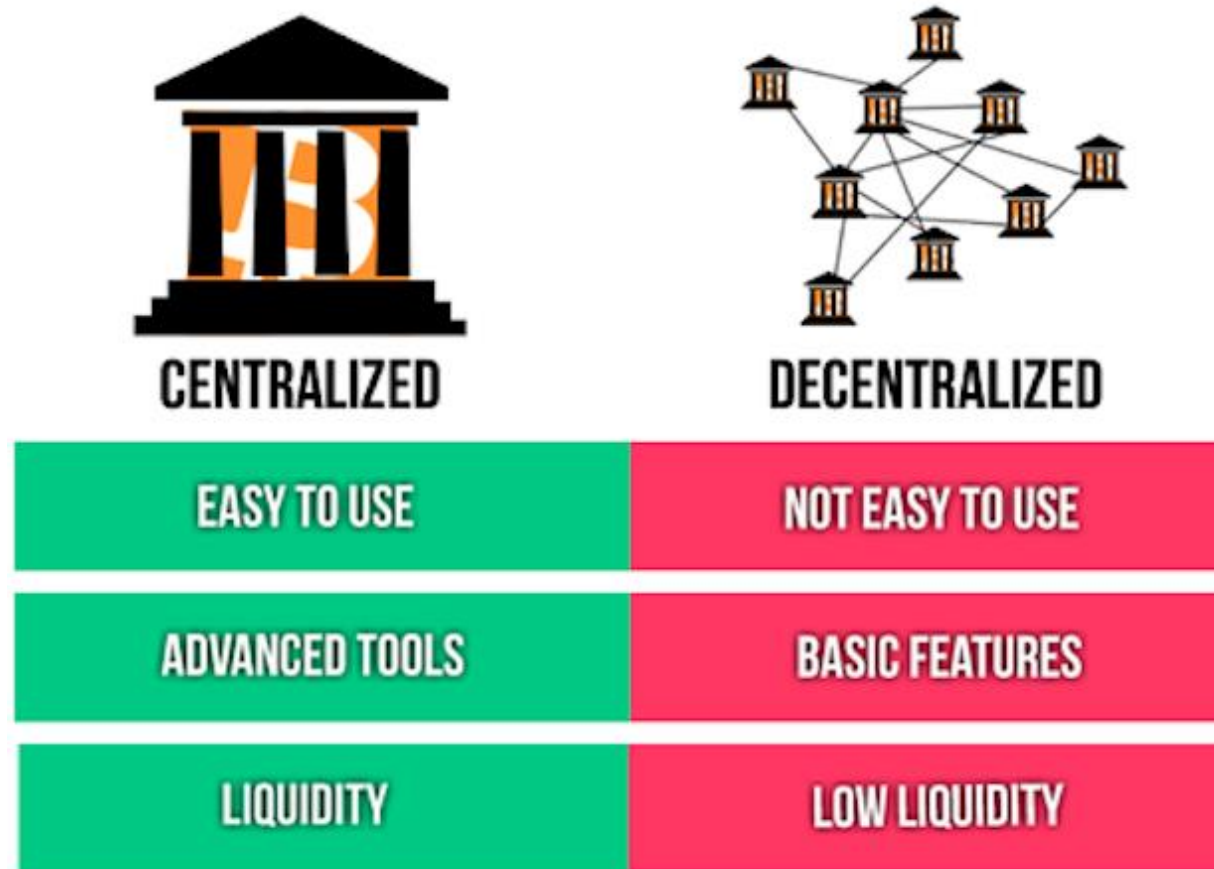 CENTRALIZED DECENTRALIZED
EASY TO USE NOT EASY TO USE
ADVANCED TOOLS BASIC FEATURES
LIQUIDITY LOW LIQUIDITY